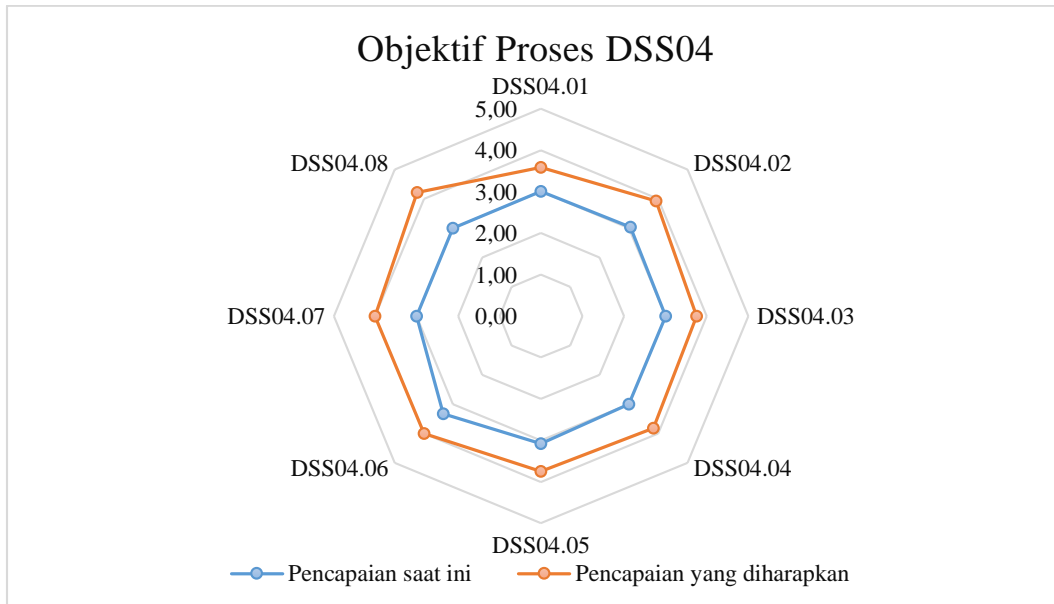 Objektif Proses DSS04
DSS04.01
5,00
4,00
3,00
2,00
1,00
0,00
DSS04.02
DSS04.03
DSS04.04
DSS04.05
DSS04.06
DSS04.07
DSS04.08
Pencapaian saat ini
Pencapaian yang diharapkan